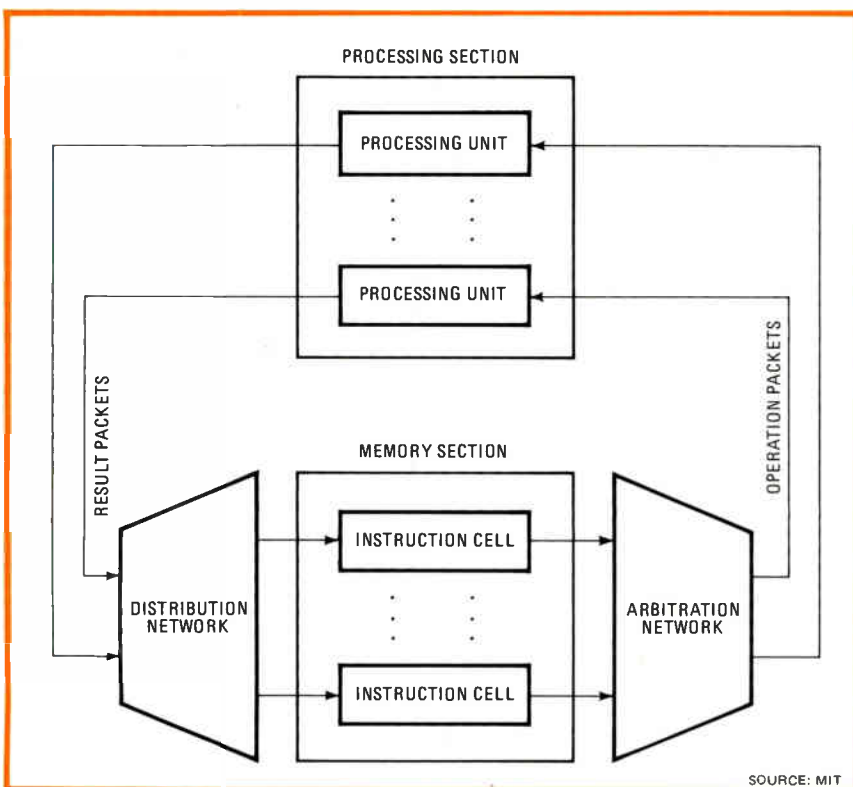 PROCESSING SECTION
PROCESSING UNIT
PROCESSING UNIT
RESULT PACKETS
OPERATION PACKETS
MEMORY SECTION
INSTRUCTION CELL
DISTRIBUTION
NETWORK
ARBITRATION
NETWORK
INSTRUCTION CELL
SOURCE: MIT